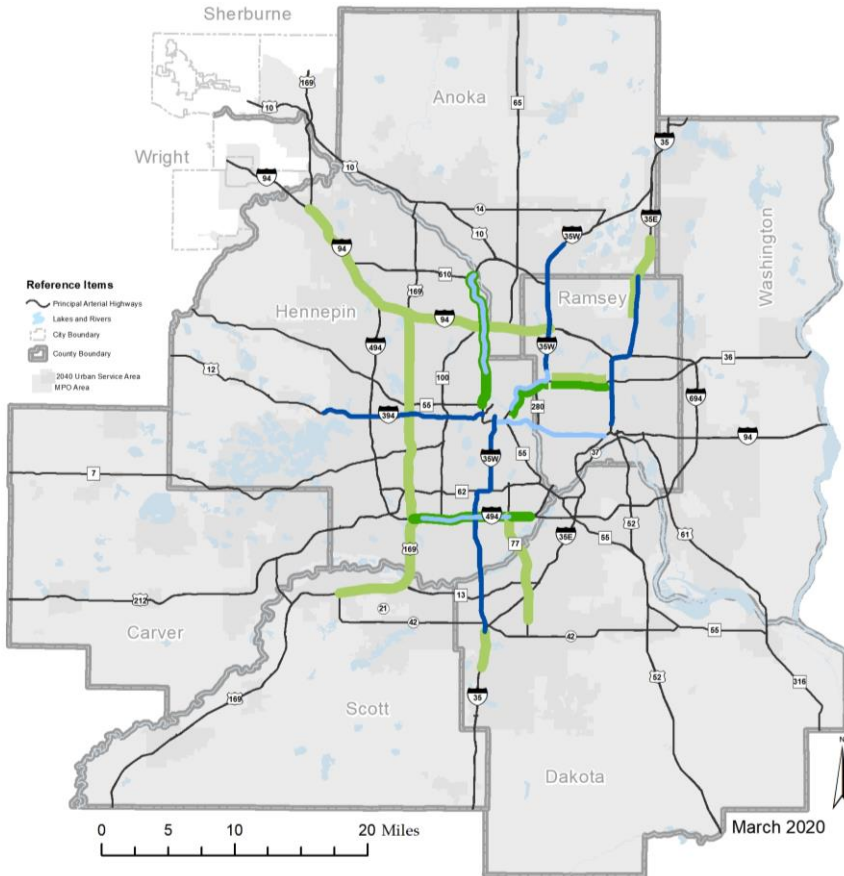 Sherburne
169
10
Anoka
65
Wright
94
10
35
14
35E
35W
10
94
Washington
610
169
Reference Items
Principal Arterial Highways
Lakes and Rivers
City Boundary
County Boundary
2040 Urban Service Area
MPO Area
Hennepin
Ramsey
94
494
35W
36
12
100
694
55
394
280
94
7
35W
55
37
62
494
52
61
169
77
35E
55
212
13
21
42
42
55
Carver
52
316
169
35
Scott
Dakota
N
0 5 10 20 Miles
March 2020